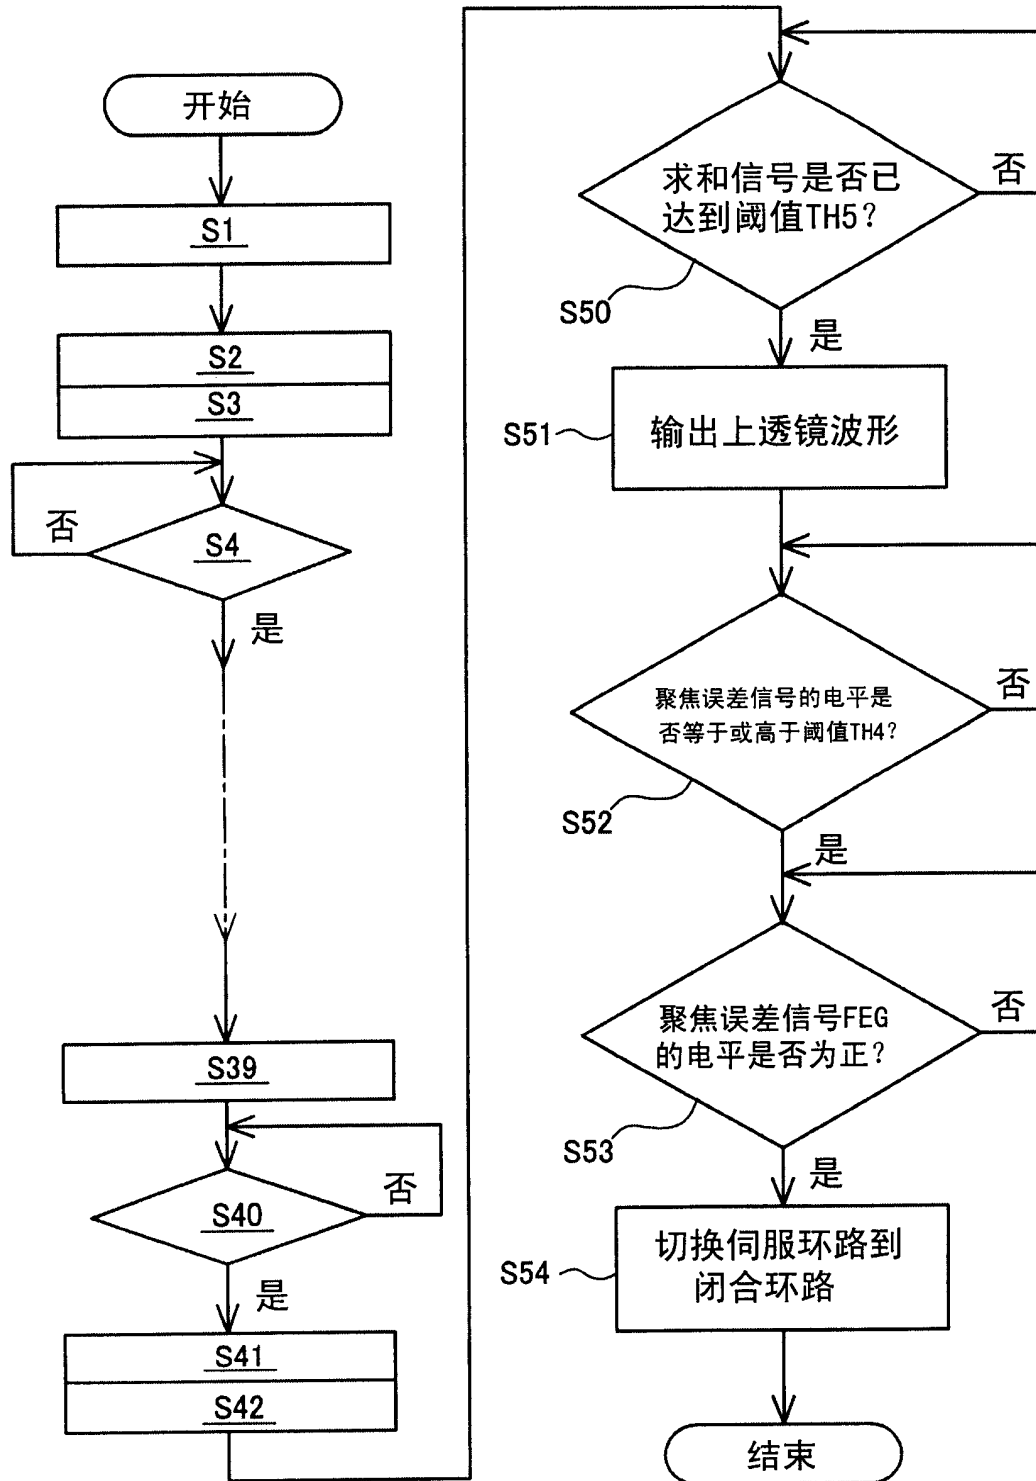 开始
S1
S2
S3
否
S4
是
S39
否
S40
是
S41
S42
求和信号是否已
达到阈值TH5?
否
S50
是
S51
输出上透镜波形
聚焦误差信号的电平是
否等于或高于阈值TH4?
否
S52
是
聚焦误差信号FEG
的电平是否为正?
否
S53
是
S54
切换伺服环路到
闭合环路
结束